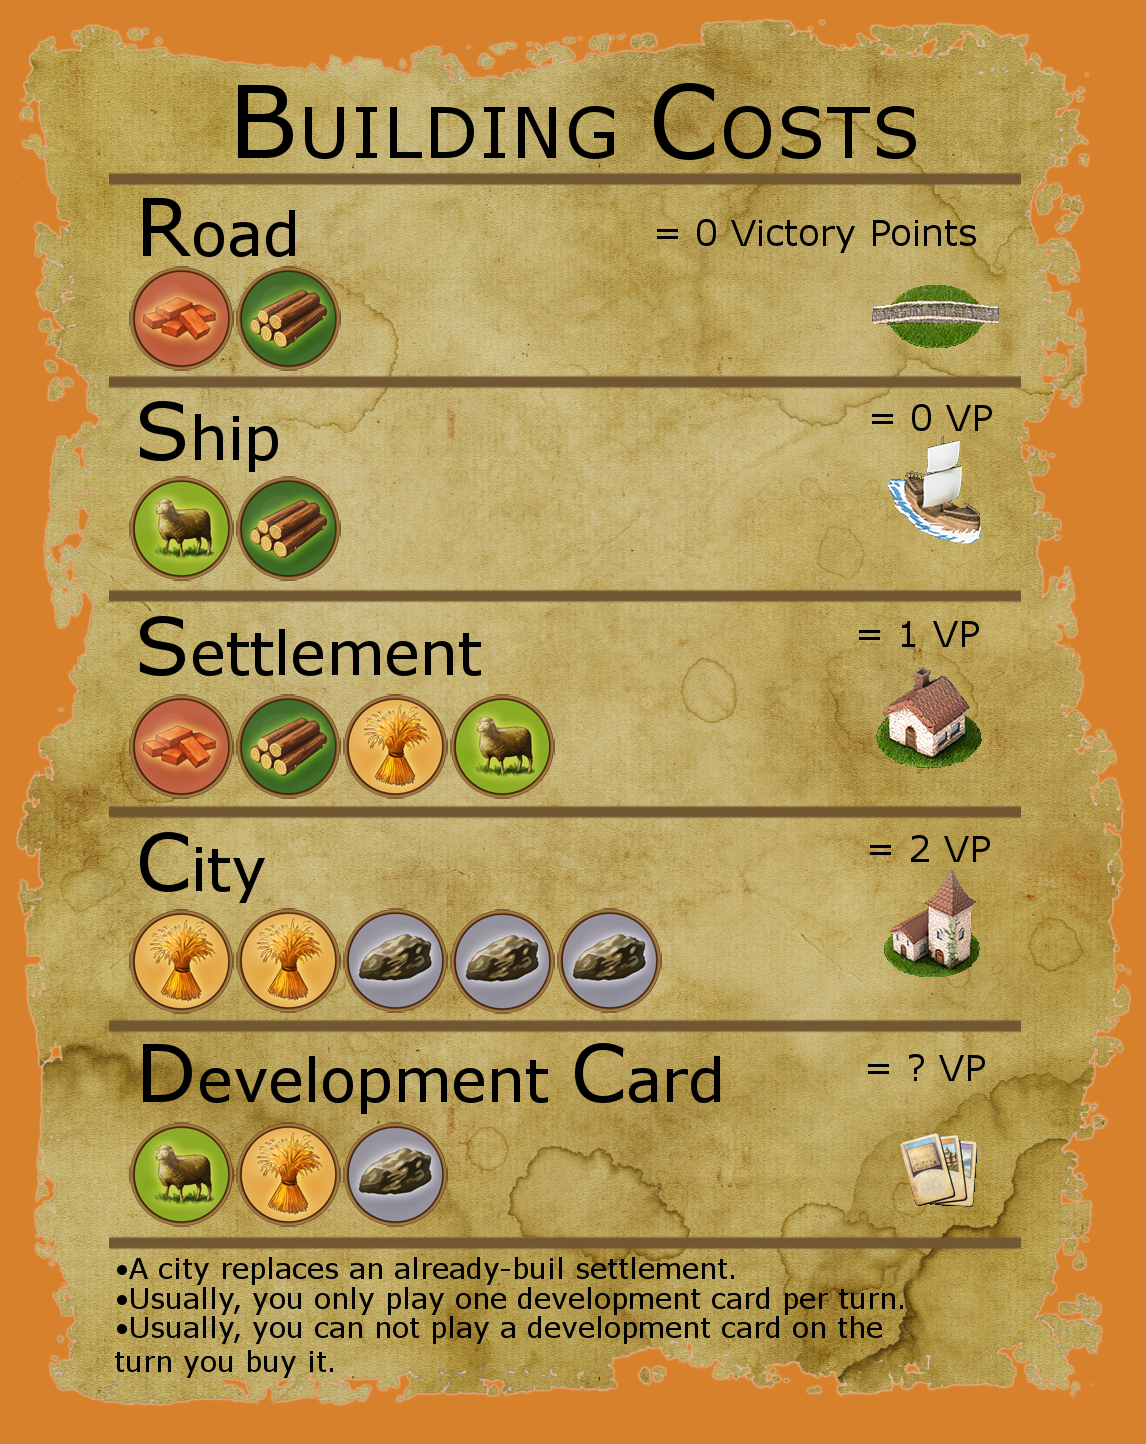 BUILDING COSTS
Road
= 0 Victory Points
Ship
= 0 VP
Settlement
= 1 VP
City
= 2 VP
Development Card
= ? VP
•A city replaces an already-buil settlement.
•Usually, you only play one development card per turn.
•Usually, you can not play a development card on the
turn you buy it.